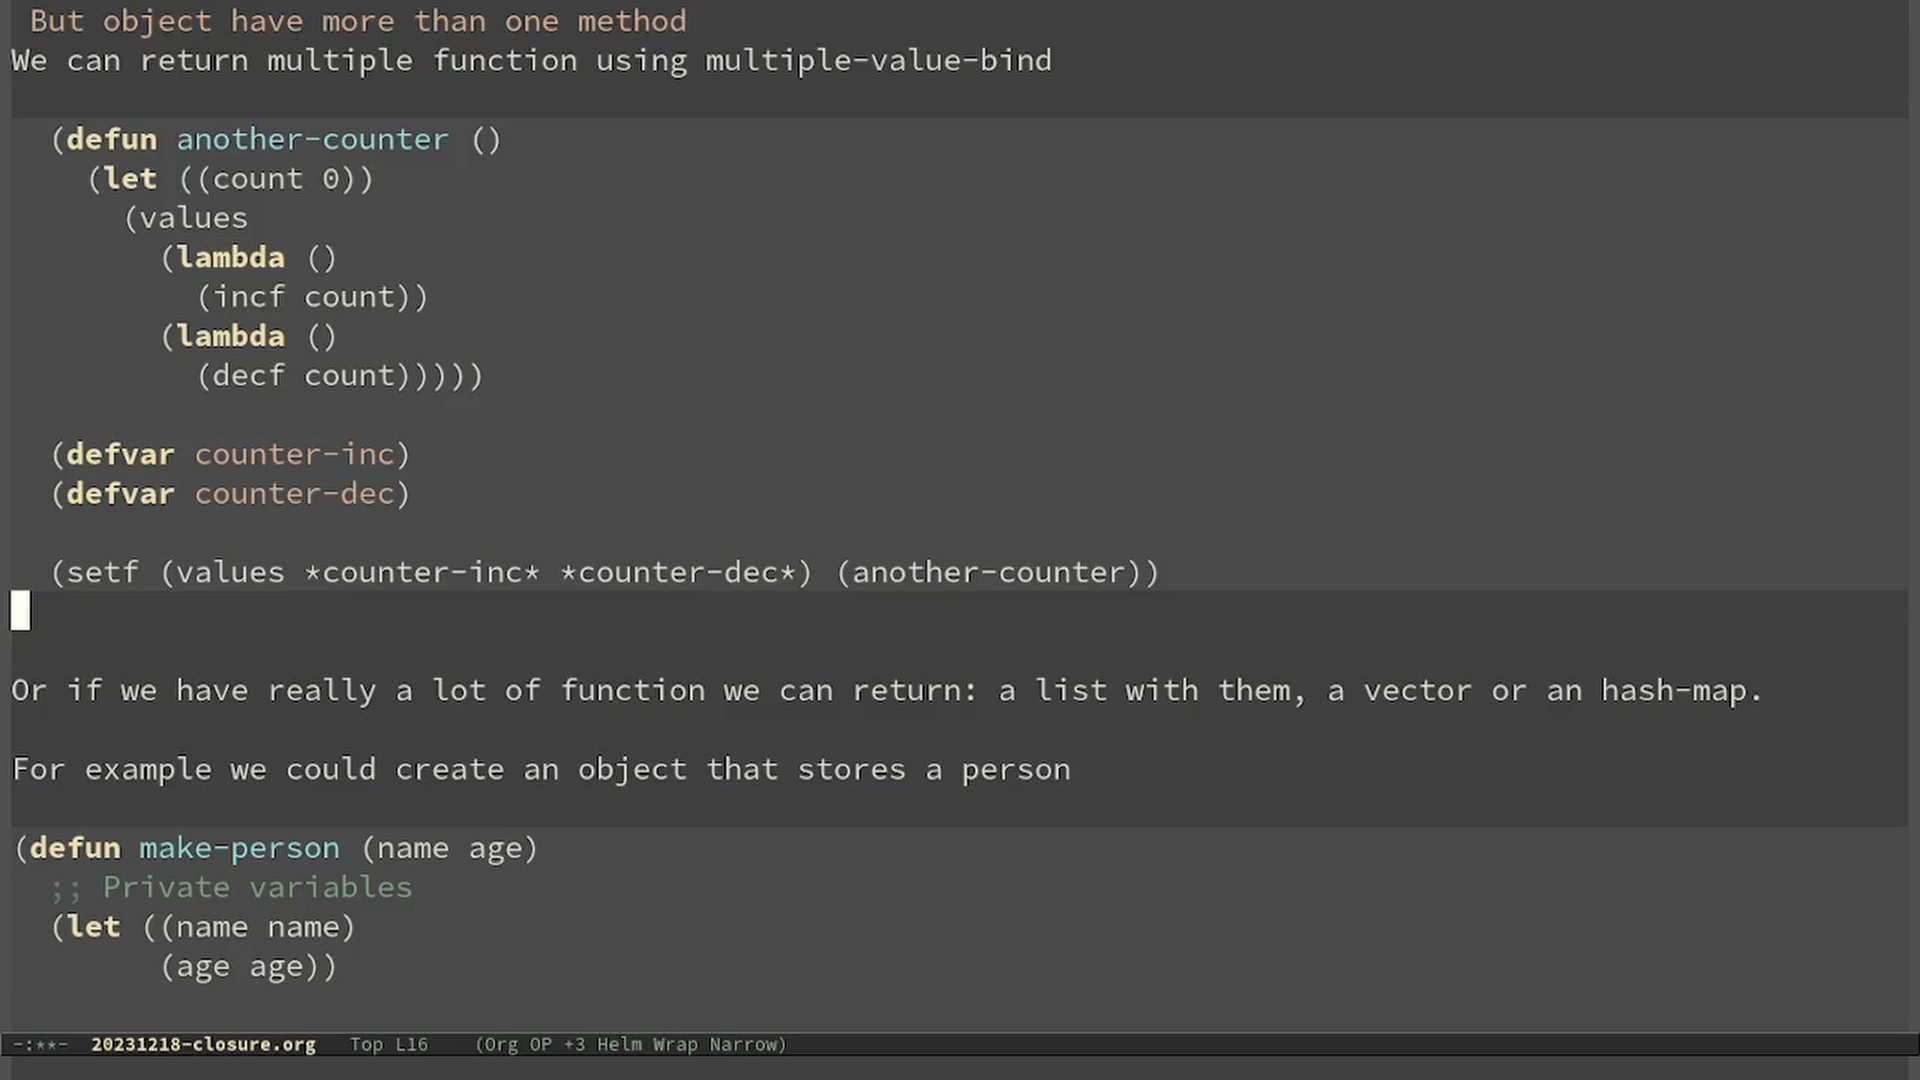 But object have more than one method
We can return multiple function using multiple-value-bind
(defun another-counter ()
(let ((count 0))
(values
(lambda ()
(incf count))
(lambda ()
(decf count)))))
(defvar counter-inc)
(defvar counter-dec)
(setf (values *counter-inc* *counter-dec*) (another-counter))
Or if we have really a lot of function we can return: a list with them, a vector or an hash-map.
For example we could create an object that stores a person
(defun make-person (name age)
;; Private variables
(let ((name name)
(age age))
-:**- 20231218-closure.org Top L16 (Org OP +3 Helm Wrap Narrow)